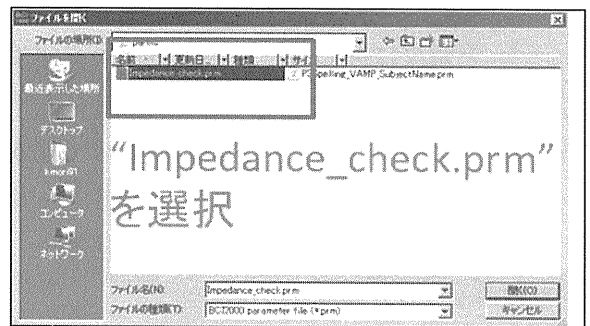 ファイルを開く
ファイルの場所(I):
parms
名前 更新日 種類 サイズ
Impedance_check.prm
P3Spelling_VAMP_SubjectName.prm
最近表示した場所
デスクトップ
コンピュータ
ネットワーク
“Impedance_check.prm”
を選択
ファイル名(N): Impedance_check.prm 開く(O)
ファイルの種類(T): BCI2000 parameter file (*.prm) キャンセル